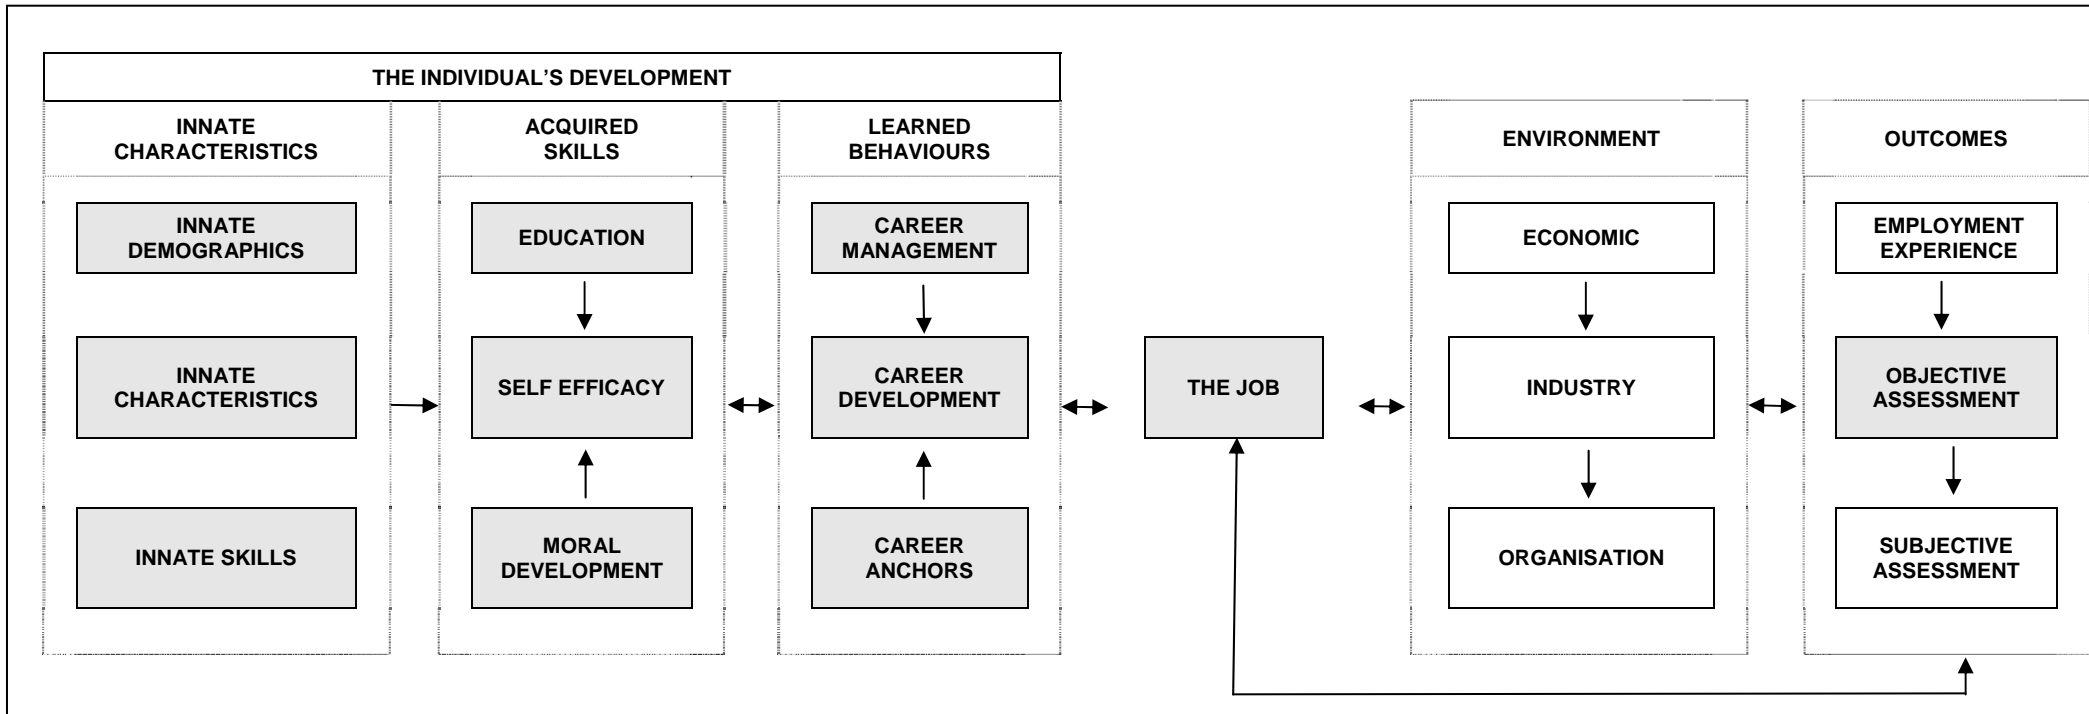 THE INDIVIDUAL'S DEVELOPMENT
INNATE
CHARACTERISTICS
ACQUIRED
SKILLS
LEARNED
BEHAVIOURS
ENVIRONMENT
OUTCOMES
INNATE
DEMOGRAPHICS
EDUCATION
CAREER
MANAGEMENT
ECONOMIC
EMPLOYMENT
EXPERIENCE
INNATE
CHARACTERISTICS
SELF EFFICACY
CAREER
DEVELOPMENT
THE JOB
INDUSTRY
OBJECTIVE
ASSESSMENT
INNATE SKILLS
MORAL
DEVELOPMENT
CAREER
ANCHORS
ORGANISATION
SUBJECTIVE
ASSESSMENT